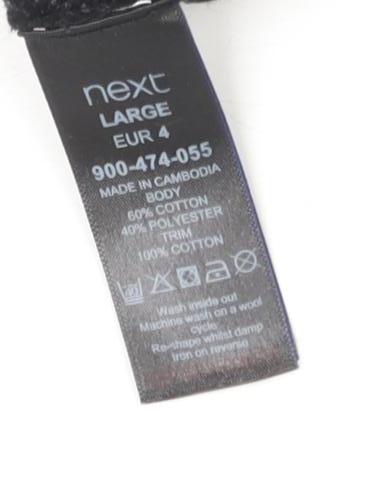 next
LARGE
EUR 4
900-474-055
MADE IN CAMBODIA
BODY
60% COTTON
40% POLYESTER
TRIM
100% COTTON
Wash inside out
Machine wash on a wool
cycle
Re-shape whilst damp
Iron on reverse